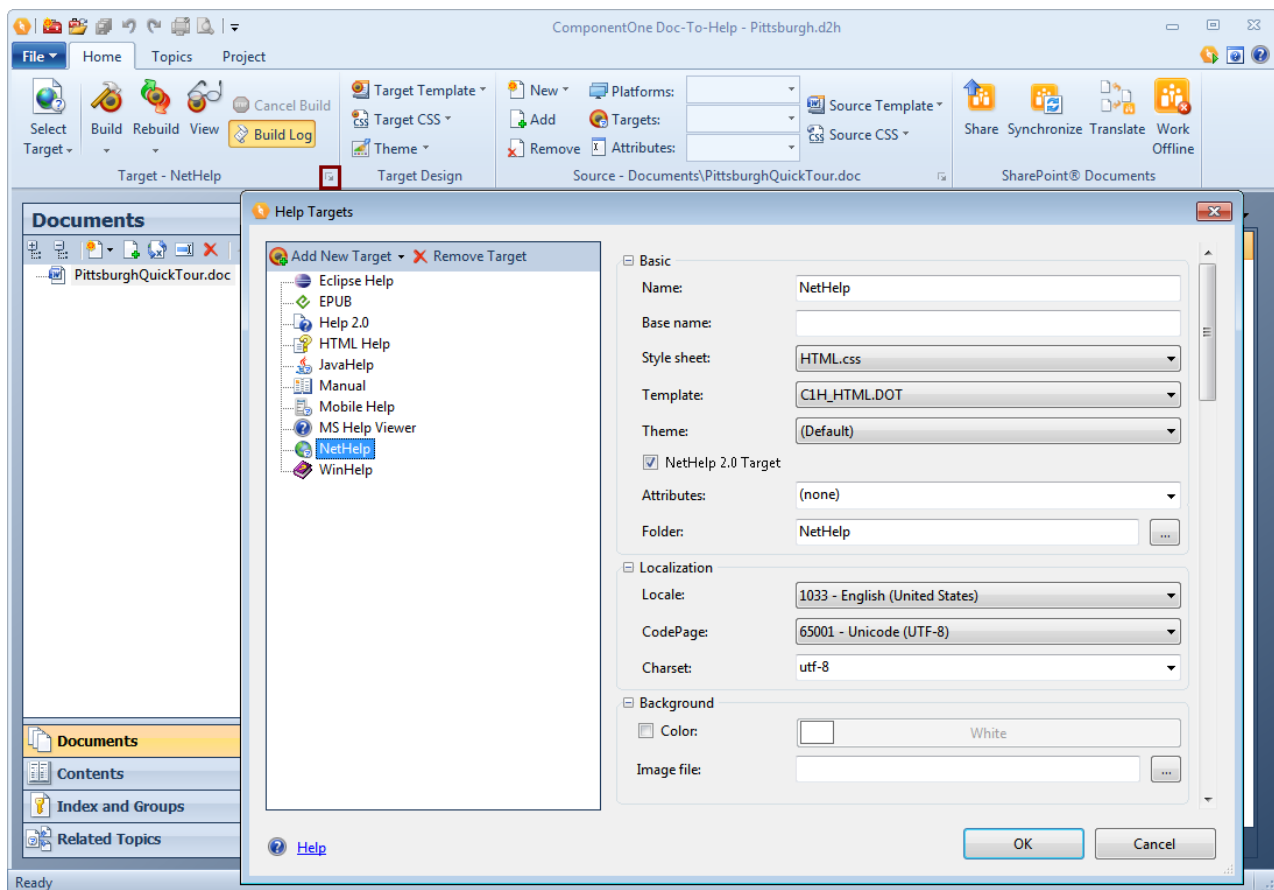 ComponentOne Doc-To-Help - Pittsburgh.d2h
File Home Topics Project
Select Target
Build Rebuild View
Cancel Build
Build Log
Target - NetHelp
Target Template
Target CSS
Theme
Target Design
New
Add
Remove
Platforms:
Targets:
Attributes:
Source Template
Source CSS
Source - Documents\PittsburghQuickTour.doc
Share Synchronize Translate Work Offline
SharePoint® Documents
Documents
PittsburghQuickTour.doc
Documents
Contents
Index and Groups
Related Topics
Ready
Help Targets
Add New Target Remove Target
Eclipse Help
EPUB
Help 2.0
HTML Help
JavaHelp
Manual
Mobile Help
MS Help Viewer
NetHelp
WinHelp
Basic
Name: NetHelp
Base name:
Style sheet: HTML.css
Template: C1H_HTML.DOT
Theme: (Default)
NetHelp 2.0 Target
Attributes: (none)
Folder: NetHelp ...
Localization
Locale: 1033 - English (United States)
CodePage: 65001 - Unicode (UTF-8)
Charset: utf-8
Background
Color: White
Image file: ...
Help
OK Cancel